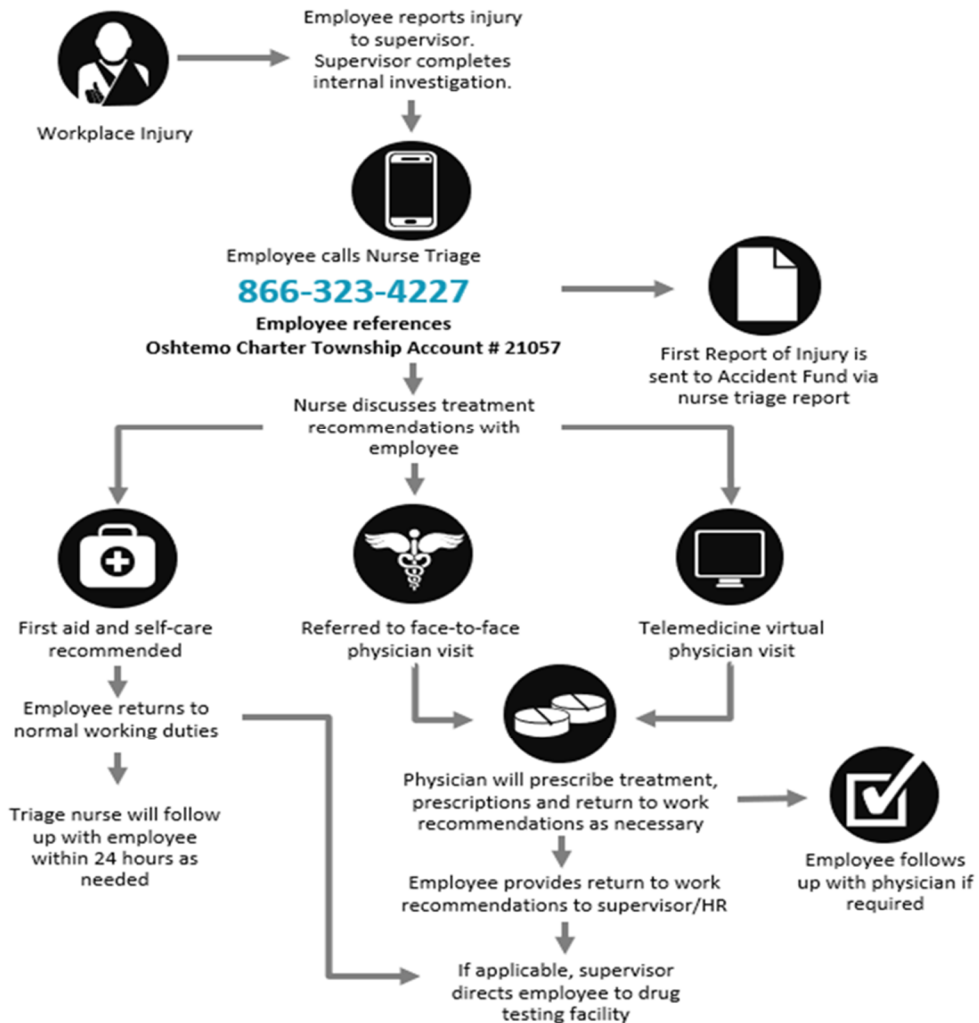 Employee reports injury
to supervisor.
Supervisor completes
internal investigation.
Workplace Injury
Employee calls Nurse Triage
866-323-4227
Employee references
Oshtemo Charter Township Account # 21057
First Report of Injury is
sent to Accident Fund via
nurse triage report
Nurse discusses treatment
recommendations with
employee
First aid and self-care
recommended
Referred to face-to-face
physician visit
Telemedicine virtual
physician visit
Employee returns to
normal working duties
Triage nurse will follow
up with employee
within 24 hours as
needed
Physician will prescribe treatment,
prescriptions and return to work
recommendations as necessary
Employee follows
up with physician if
required
Employee provides return to work
recommendations to supervisor/HR
If applicable, supervisor
directs employee to drug
testing facility